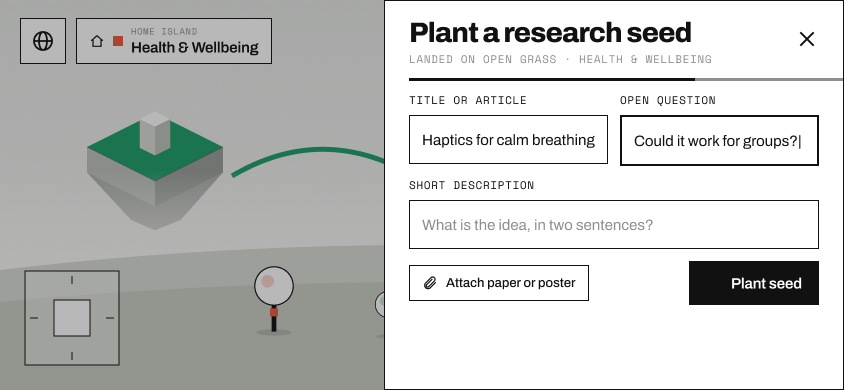 HOME ISLAND
Health & Wellbeing
Plant a research seed
LANDED ON OPEN GRASS · HEALTH & WELLBEING
TITLE OR ARTICLE
OPEN QUESTION
Haptics for calm breathing
Could it work for groups?
SHORT DESCRIPTION
What is the idea, in two sentences?
Attach paper or poster
Plant seed